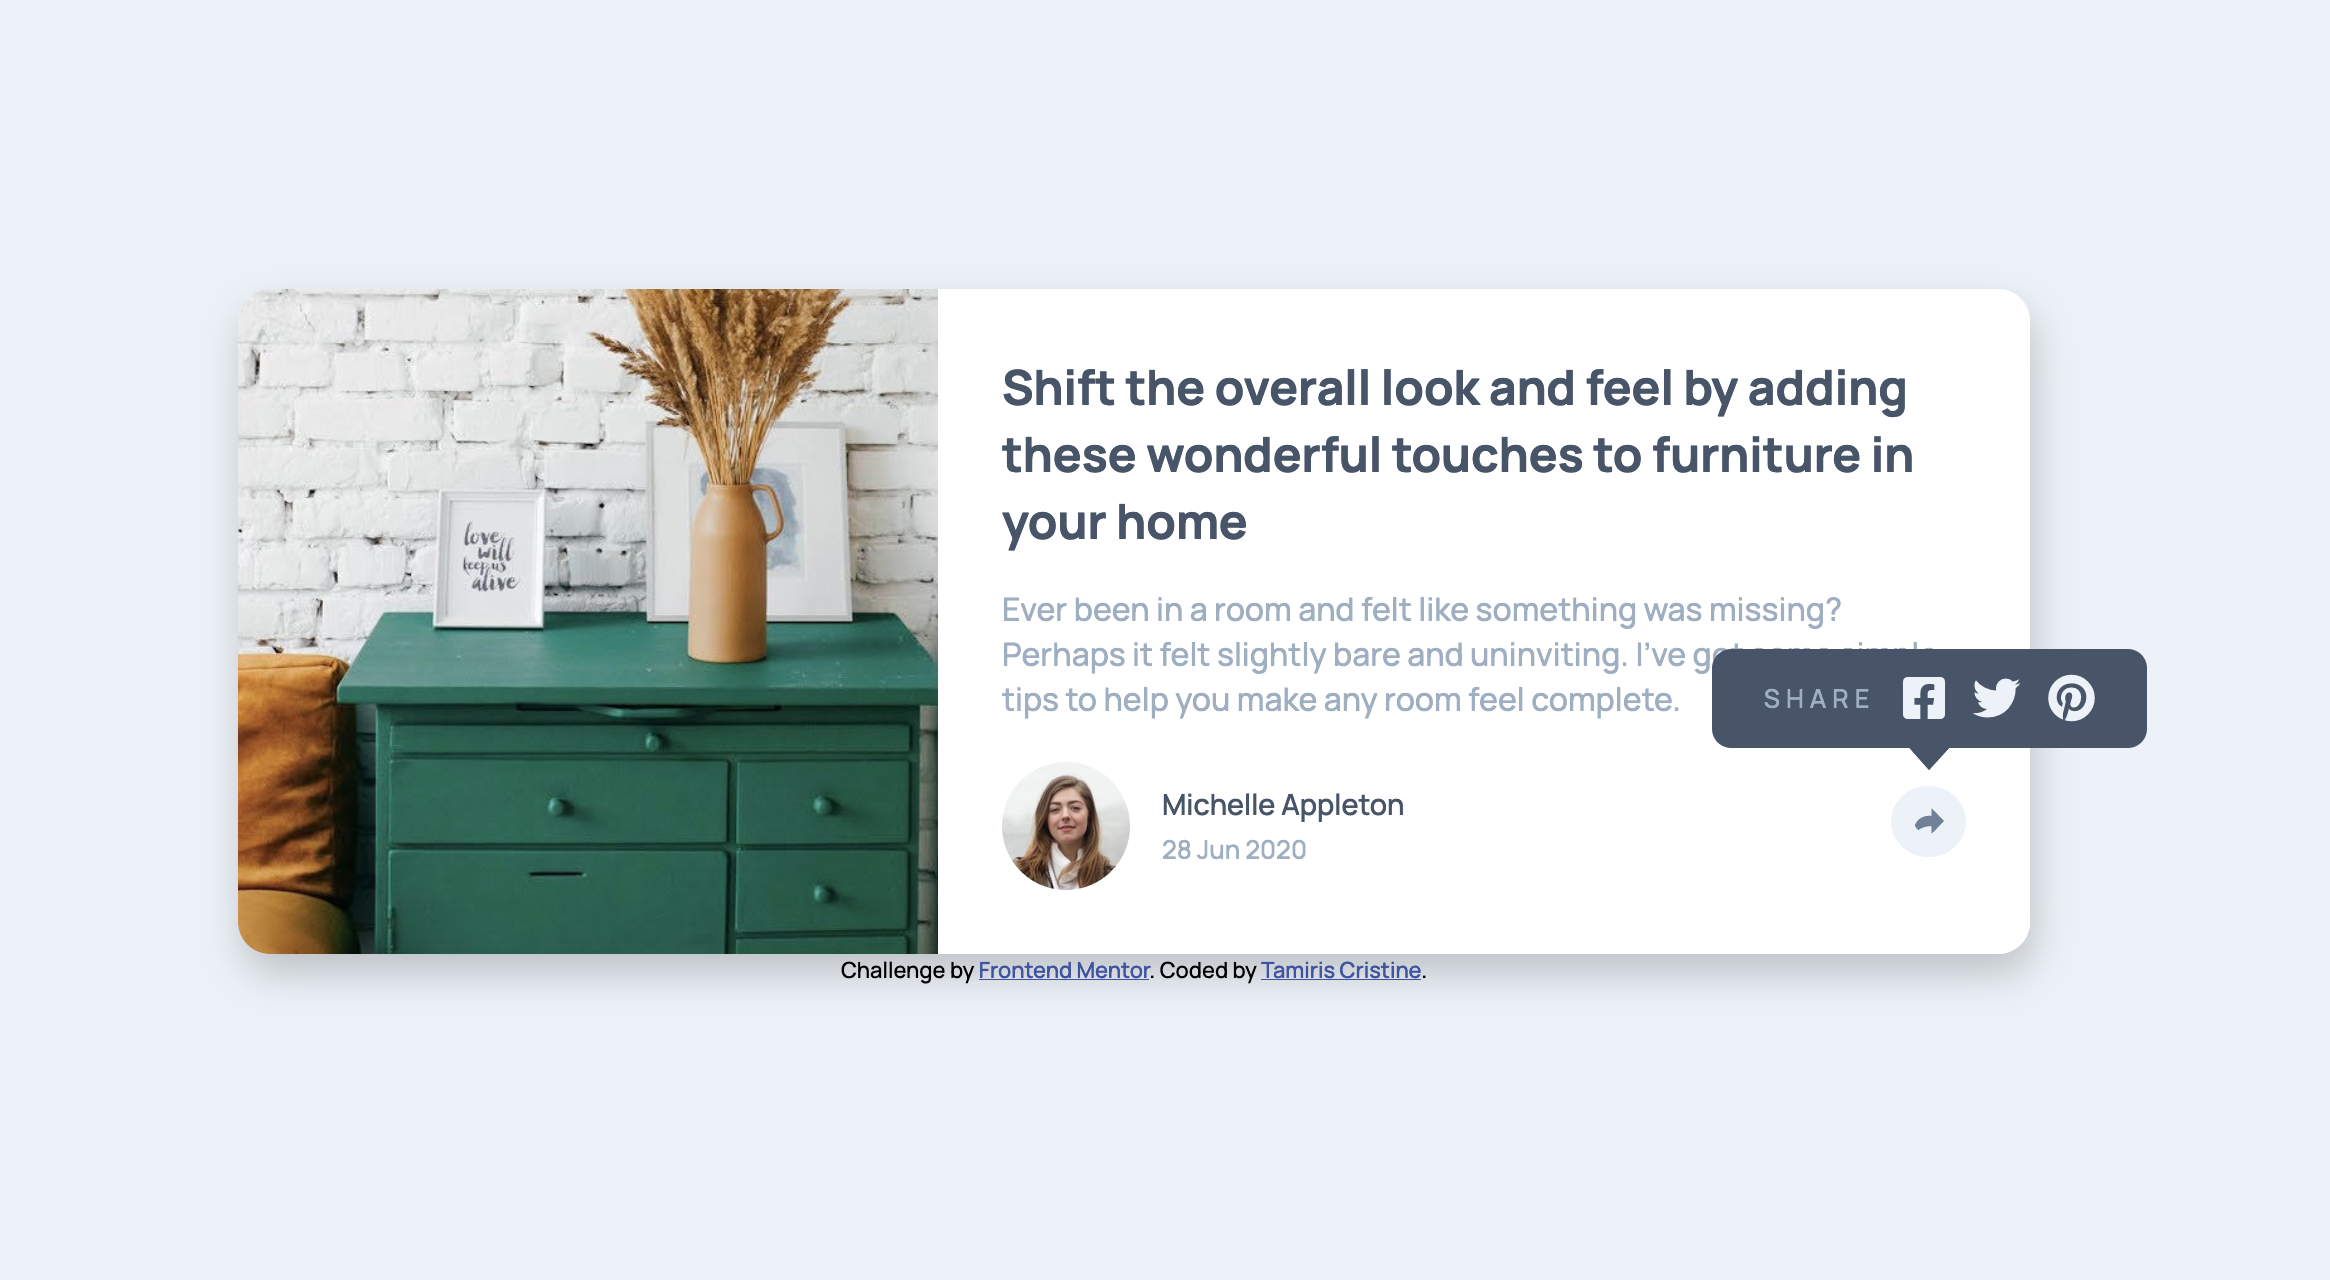 love
will
keep us
alive
Shift the overall look and feel by adding
these wonderful touches to furniture in
your home
Ever been in a room and felt like something was missing?
Perhaps it felt slightly bare and uninviting. I've got some simple
tips to help you make any room feel complete.
SHARE
Michelle Appleton
28 Jun 2020
Challenge by Frontend Mentor. Coded by Tamiris Cristine.